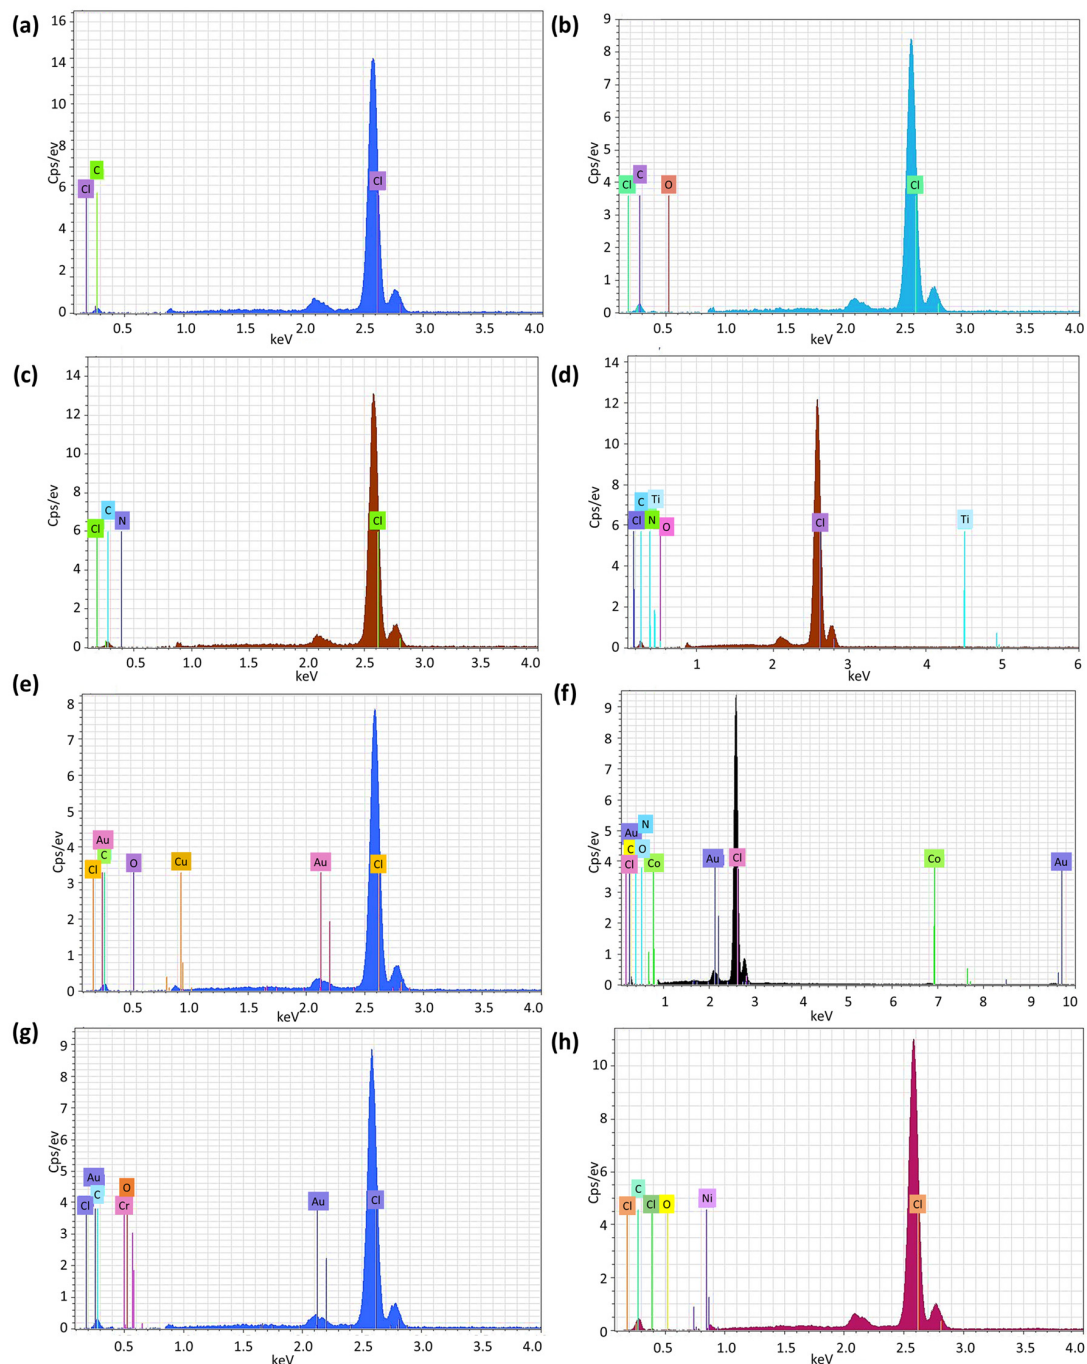 (a)
16
14
10
8
6
4
2
0
Cps/ev
Cl
C
Cl
0.5 1.0 1.5 2.0 2.5 3.0 3.5 4.0
keV
(b)
9
8
7
6
5
4
3
2
1
0
Cps/ev
Cl
C
O
Cl
0.5 1.0 1.5 2.0 2.5 3.0 3.5 4.0
keV
(c)
14
12
10
8
6
4
2
0
Cps/ev
C
Cl
N
Cl
0.5 1.0 1.5 2.0 2.5 3.0 3.5 4.0
keV
(d)
14
12
10
8
6
4
2
0
Cps/ev
C Ti
Cl N O
Cl
Ti
1 2 3 4 5 6
keV
(e)
8
7
6
5
4
3
2
1
0
Cps/ev
Au
Cl C O Cu Au Cl
0.5 1.0 1.5 2.0 2.5 3.0 3.5 4.0
keV
(f)
9
8
7
6
5
4
3
2
1
0
Cps/ev
N
Au
C O
Cl Co Au Cl Co Au
1 2 3 4 5 6 7 8 9 10
keV
(g)
9
8
7
6
5
4
3
2
1
0
Cps/ev
Au
C O
Cl Cr Au Cl
0.5 1.0 1.5 2.0 2.5 3.0 3.5 4.0
keV
(h)
10
8
6
4
2
0
Cps/ev
C
Cl Cl O Ni Cl
0.5 1.0 1.5 2.0 2.5 3.0 3.5 4.0
keV